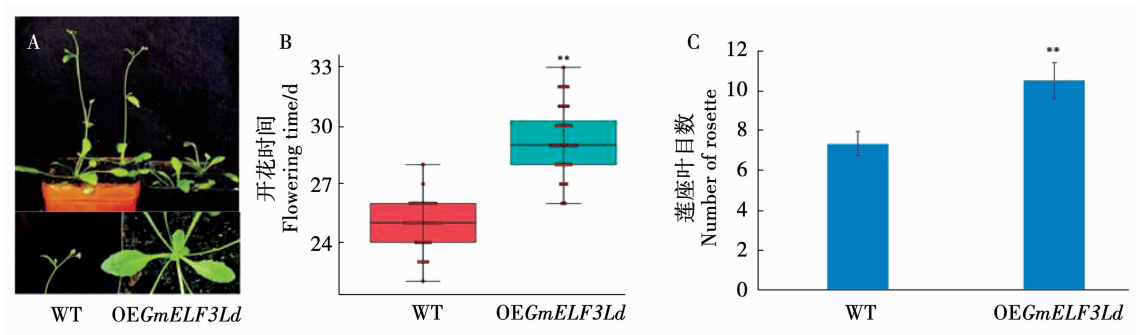 A
WT OEGmELF3Ld
B
开花时间
Flowering time/d
33
30
27
24
**
WT OEGmELF3Ld
C
莲座叶目数
Number of rosette
12
10
8
6
4
2
0
**
WT OEGmELF3Ld